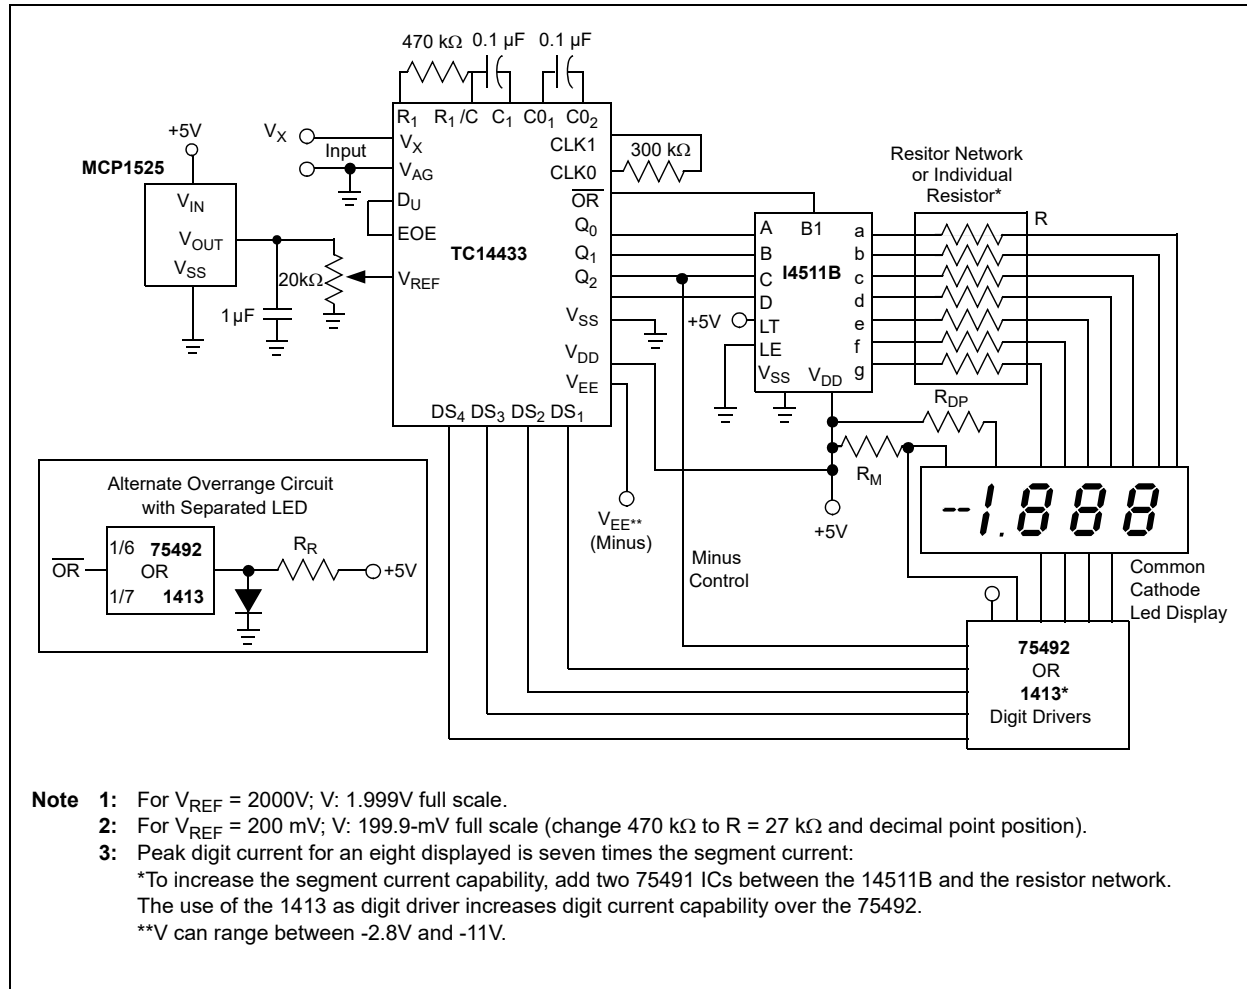 470 kΩ 0.1 µF 0.1 µF
R1 R1 /C C1 C01 C02
VX
VX
Input
VAG
DU
EOE
VREF
TC14433
CLK1
CLK0
300 kΩ
OR
Q0
Q1
Q2
VSS
VDD
VEE
DS4 DS3 DS2 DS1
+5V
MCP1525
VIN
VOUT
VSS
20kΩ
1µF
A B1 a
B b
C I4511B c
D d
+5V
LT e
LE f
VSS VDD g
Resitor Network
or Individual
Resistor*
R
RDP
RM
+5V
VEE**
(Minus)
Minus
Control
--1.888
Common
Cathode
Led Display
75492
OR
1413*
Digit Drivers
Alternate Overrange Circuit
with Separated LED
OR
1/6 75492
OR
1/7 1413
RR
+5V
Note 1: For VREF = 2000V; V: 1.999V full scale.
2: For VREF = 200 mV; V: 199.9-mV full scale (change 470 kΩ to R = 27 kΩ and decimal point position).
3: Peak digit current for an eight displayed is seven times the segment current:
*To increase the segment current capability, add two 75491 ICs between the 14511B and the resistor network.
The use of the 1413 as digit driver increases digit current capability over the 75492.
**V can range between -2.8V and -11V.